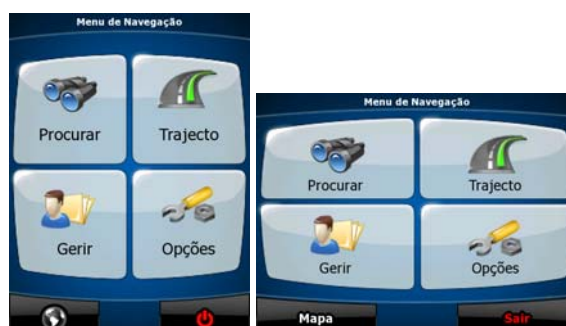 Menu de Navegação
Procurar Trajecto
Gerir Opções
Menu de Navegação
Procurar Trajecto
Gerir Opções
Mapa Sair